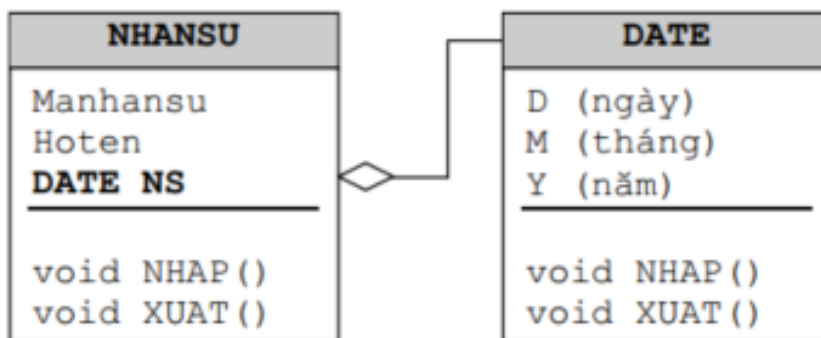 NHANSU
Manhansu
Hoten
DATE NS
void NHAP()
void XUAT()
DATE
D (ngày)
M (tháng)
Y (năm)
void NHAP()
void XUAT()